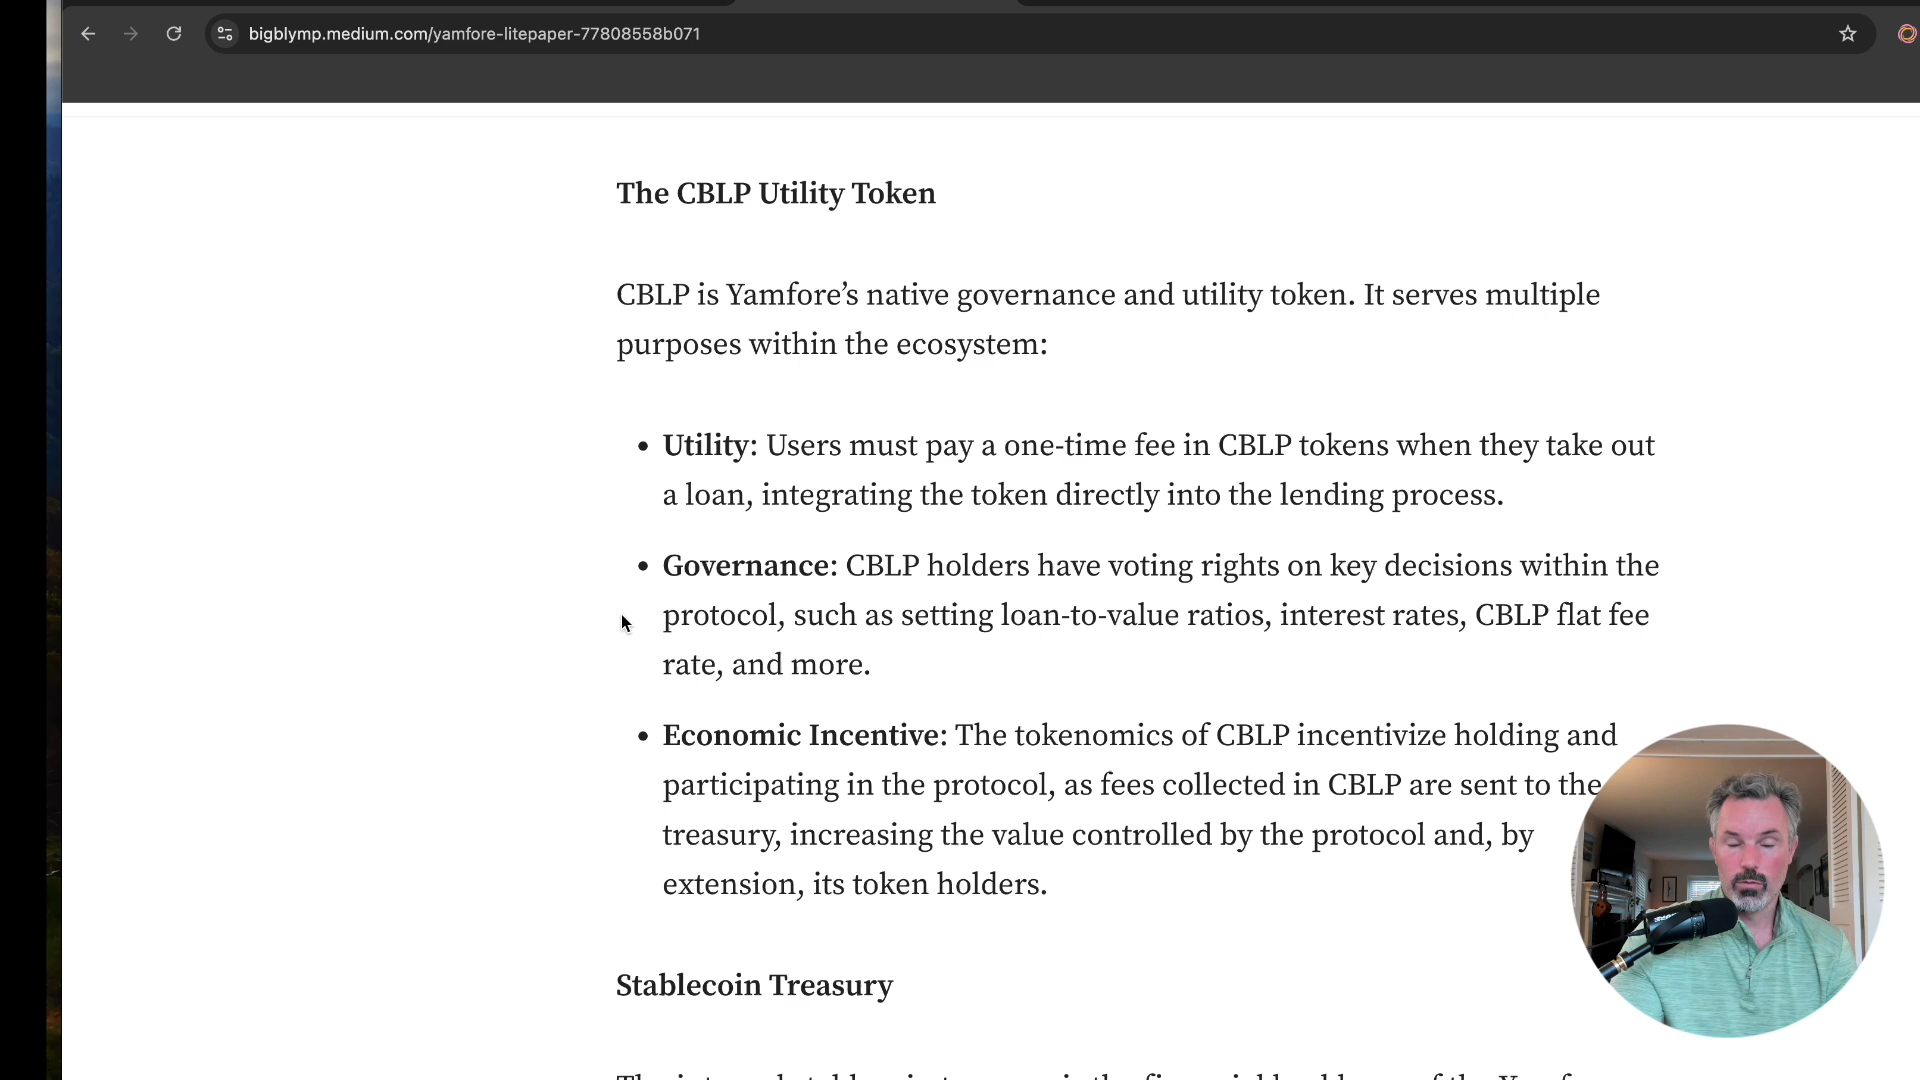 bigblymp.medium.com/yamfore-litepaper-77808558b071
The CBLP Utility Token
CBLP is Yamfore’s native governance and utility token. It serves multiple
purposes within the ecosystem:
• Utility: Users must pay a one-time fee in CBLP tokens when they take out
a loan, integrating the token directly into the lending process.
• Governance: CBLP holders have voting rights on key decisions within the
protocol, such as setting loan-to-value ratios, interest rates, CBLP flat fee
rate, and more.
• Economic Incentive: The tokenomics of CBLP incentivize holding and
participating in the protocol, as fees collected in CBLP are sent to the
treasury, increasing the value controlled by the protocol and, by
extension, its token holders.
Stablecoin Treasury